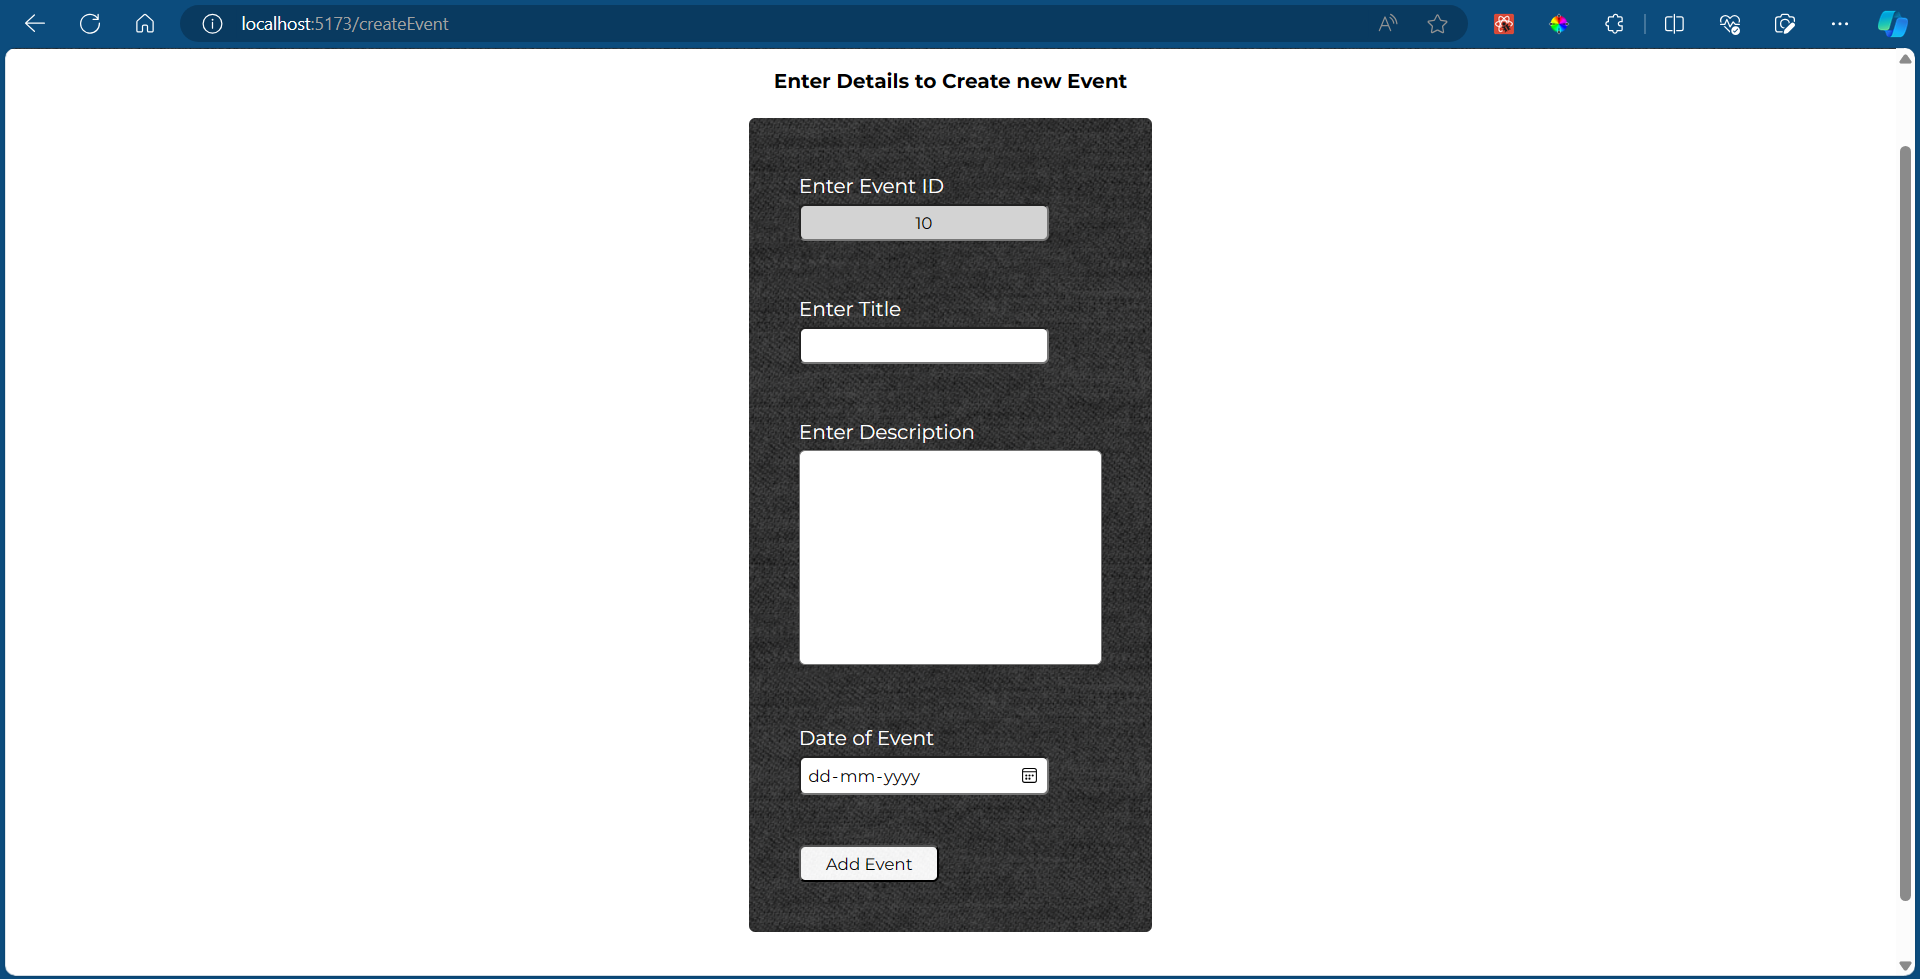 localhost:5173/createEvent
Enter Details to Create new Event
Enter Event ID
10
Enter Title
Enter Description
Date of Event
dd-mm-yyyy
Add Event